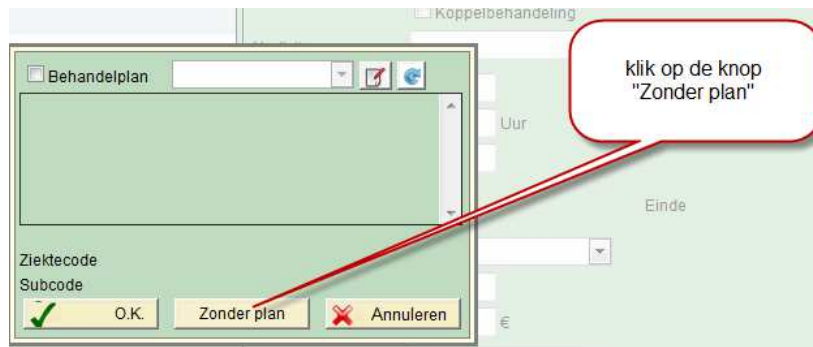 Koppelbehandeling
klik op de knop
"Zonder plan"
Behandelplan
Uur
Einde
Ziektecode
Subcode
O.K.
Zonder plan
Annuleren
€